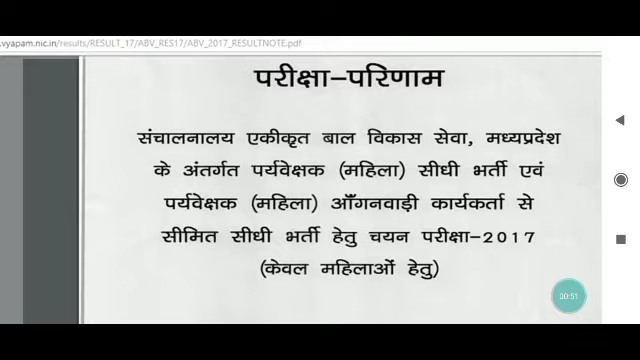 .vyapam.nic.in/results/RESULT_17/ABV_RES17/ABV_2017_RESULTNOTE.pdf
परीक्षा-परिणाम
संचालनालय एकीकृत बाल विकास सेवा, मध्यप्रदेश
के अंतर्गत पर्यवेक्षक (महिला) सीधी भर्ती एवं
पर्यवेक्षक (महिला) ऑंगनवाड़ी कार्यकर्ता से
सीमित सीधी भर्ती हेतु चयन परीक्षा-2017
(केवल महिलाओं हेतु)
00:51